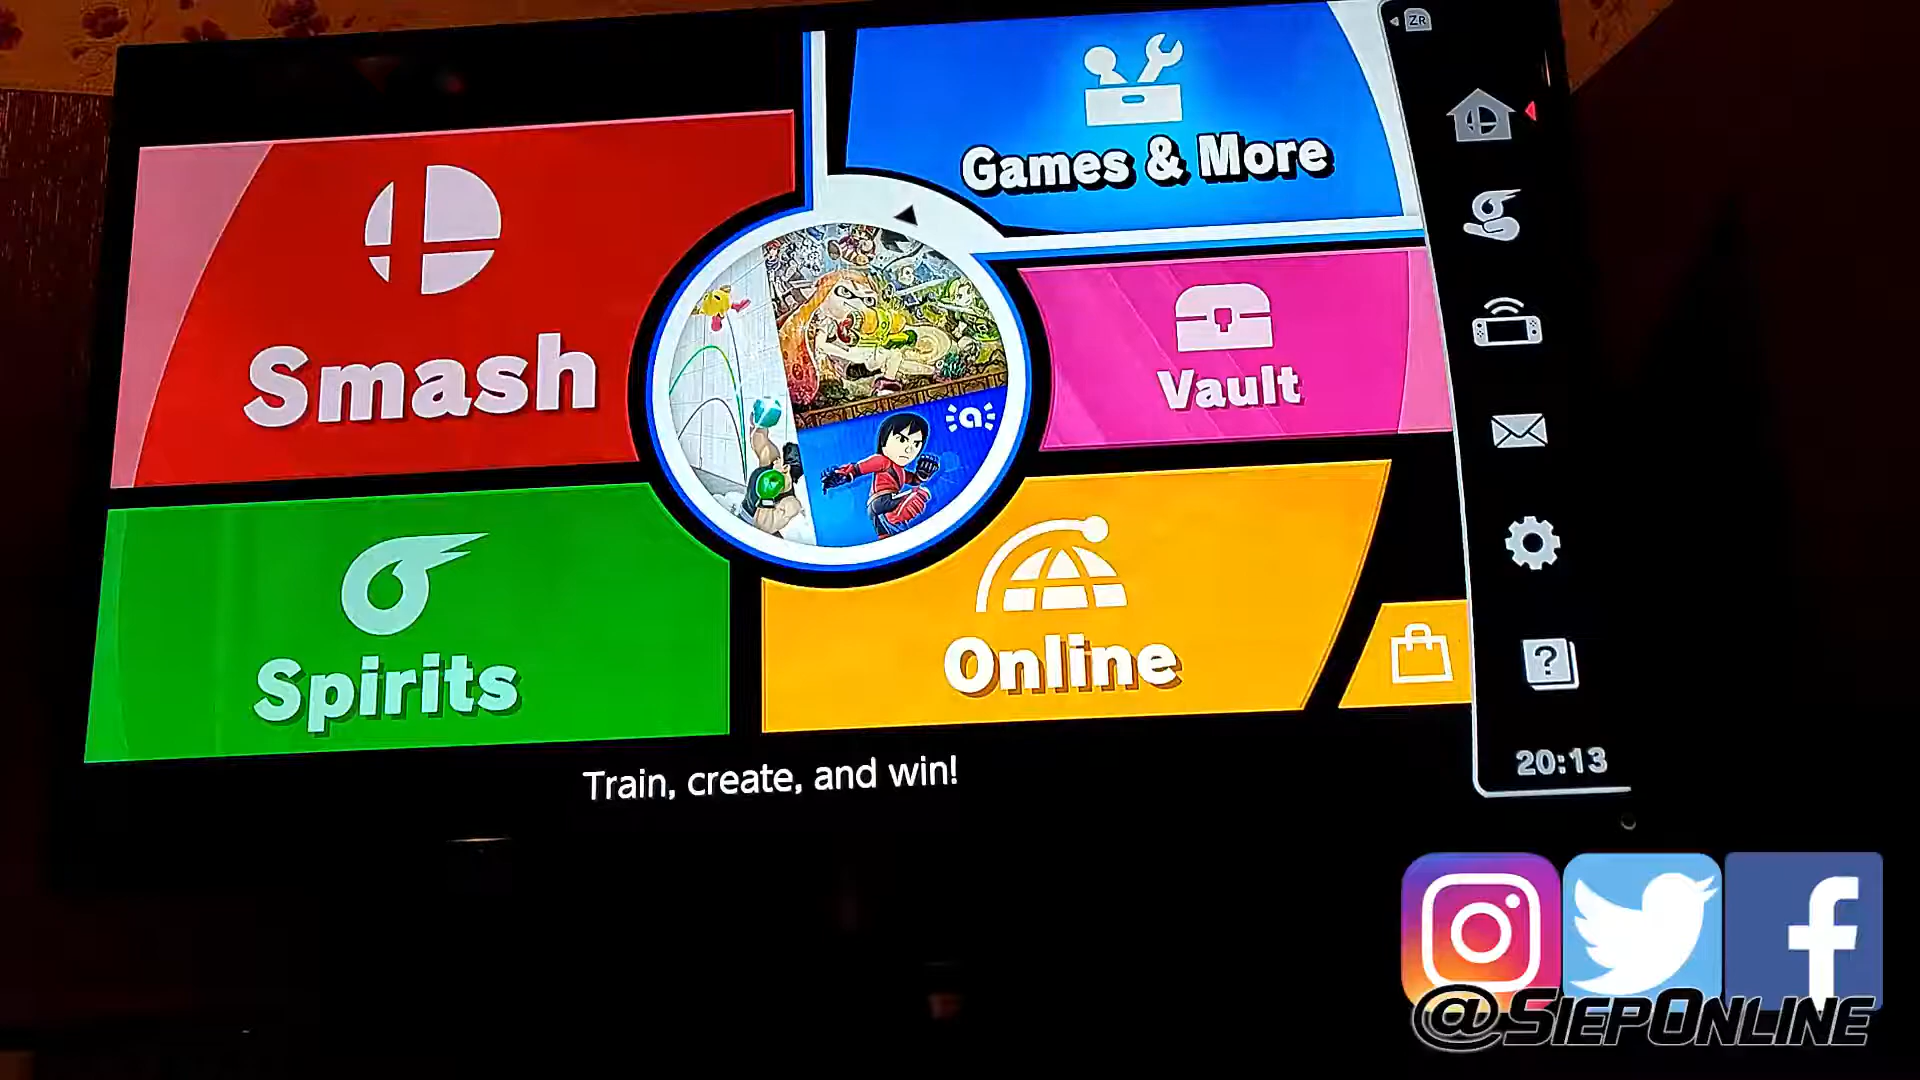 ZR
Games & More
Smash
Vault
a
Spirits
Online
?
20:13
Train, create, and win!
f
@SiepOnline